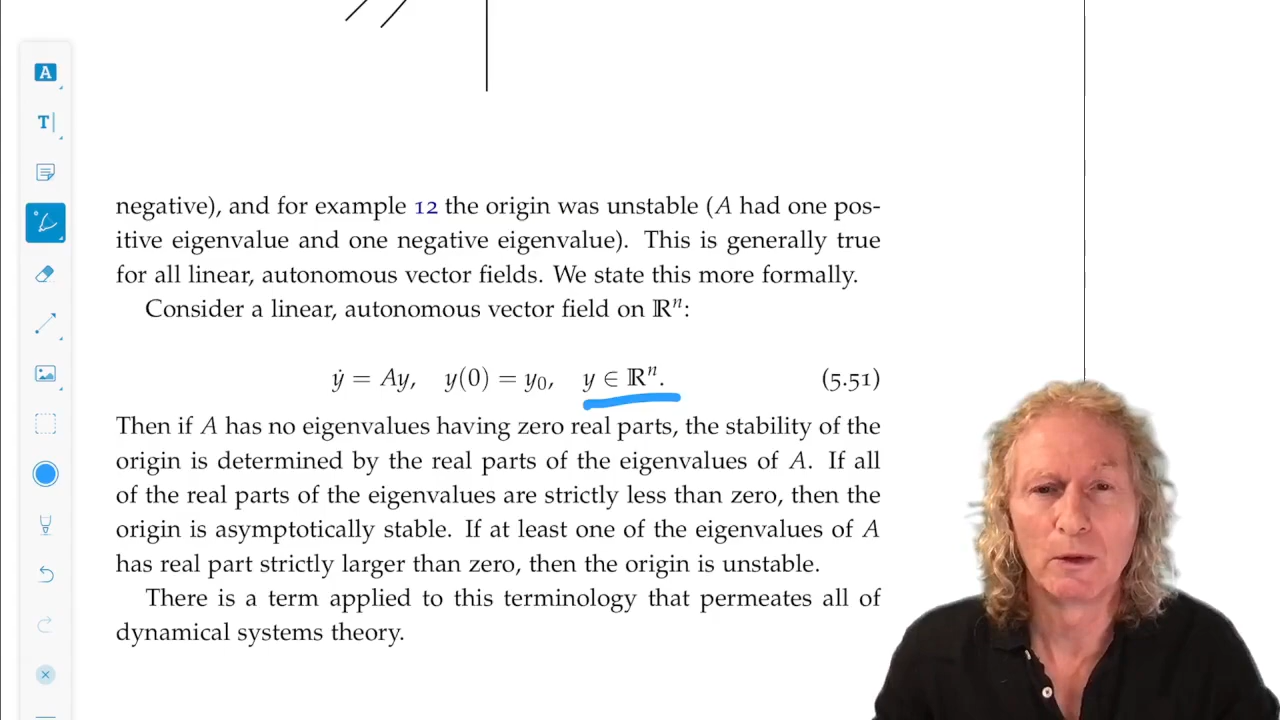 A
T
negative), and for example 12 the origin was unstable (A had one pos-
itive eigenvalue and one negative eigenvalue). This is generally true
for all linear, autonomous vector fields. We state this more formally.
Consider a linear, autonomous vector field on ℝⁿ:
ẏ = Ay, y(0) = y₀, y ∈ ℝⁿ. (5.51)
Then if A has no eigenvalues having zero real parts, the stability of the
origin is determined by the real parts of the eigenvalues of A. If all
of the real parts of the eigenvalues are strictly less than zero, then the
origin is asymptotically stable. If at least one of the eigenvalues of A
has real part strictly larger than zero, then the origin is unstable.
There is a term applied to this terminology that permeates all of
dynamical systems theory.